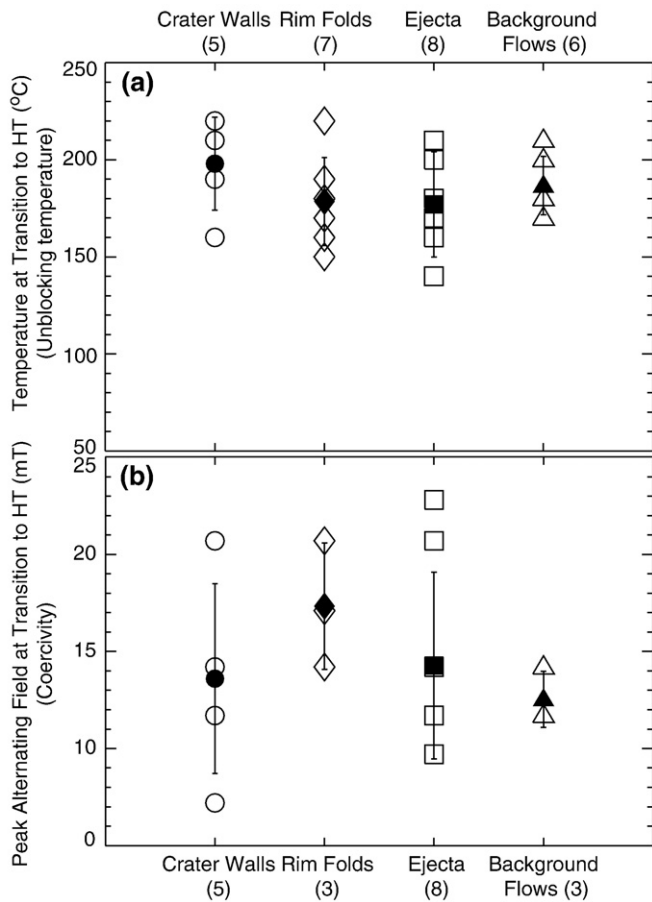 Crater Walls Rim Folds Ejecta Background
(5) (7) (8) Flows (6)
Temperature at Transition to HT (°C)
(Unblocking temperature)
250
(a)
200
150
100
50
Peak Alternating Field at Transition to HT (mT)
(Coercivity)
25
(b)
20
15
10
0
Crater Walls Rim Folds Ejecta Background
(5) (3) (8) Flows (3)